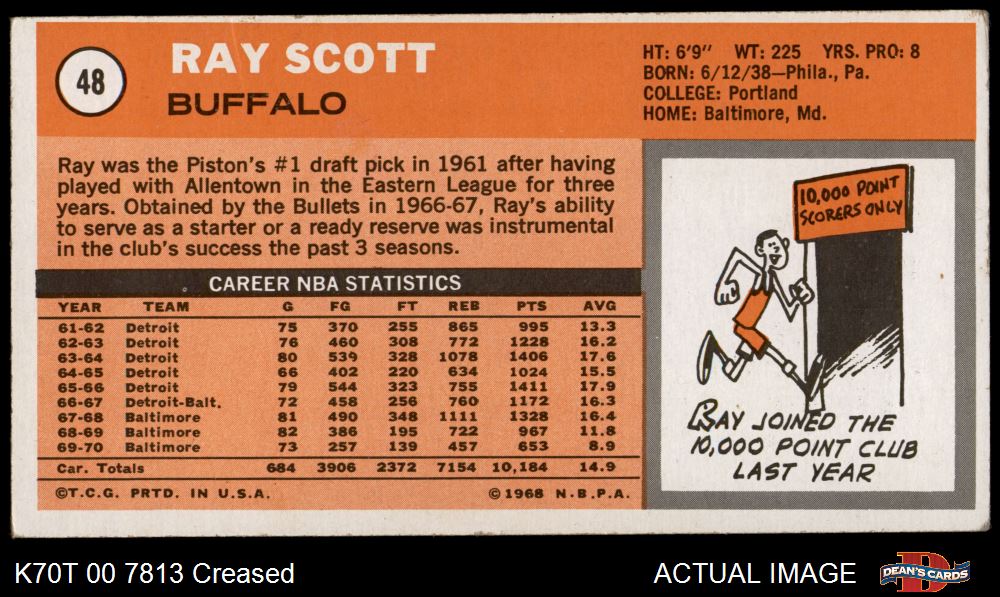 48
RAY SCOTT
BUFFALO
HT: 6'9" WT: 225 YRS. PRO: 8
BORN: 6/12/38—Phila., Pa.
COLLEGE: Portland
HOME: Baltimore, Md.
Ray was the Piston's #1 draft pick in 1961 after having
played with Allentown in the Eastern League for three
years. Obtained by the Bullets in 1966-67, Ray's ability
to serve as a starter or a ready reserve was instrumental
in the club's success the past 3 seasons.
CAREER NBA STATISTICS
YEAR TEAM G FG FT REB PTS AVG
61-62 Detroit 75 370 255 865 995 13.3
62-63 Detroit 76 460 308 772 1228 16.2
63-64 Detroit 80 539 328 1078 1406 17.6
64-65 Detroit 66 402 220 634 1024 15.5
65-66 Detroit 79 544 323 755 1411 17.9
66-67 Detroit-Balt. 72 458 256 760 1172 16.3
67-68 Baltimore 81 490 348 1111 1328 16.4
68-69 Baltimore 82 386 195 722 967 11.8
69-70 Baltimore 73 257 139 457 653 8.9
Car. Totals 684 3906 2372 7154 10,184 14.9
©T.C.G. PRTD. IN U.S.A. ©1968 N.B.P.A.
10,000 POINT
SCORERS ONLY
RAY JOINED THE
10,000 POINT CLUB
LAST YEAR
K70T 00 7813 Creased
ACTUAL IMAGE
D
DEAN'S CARDS